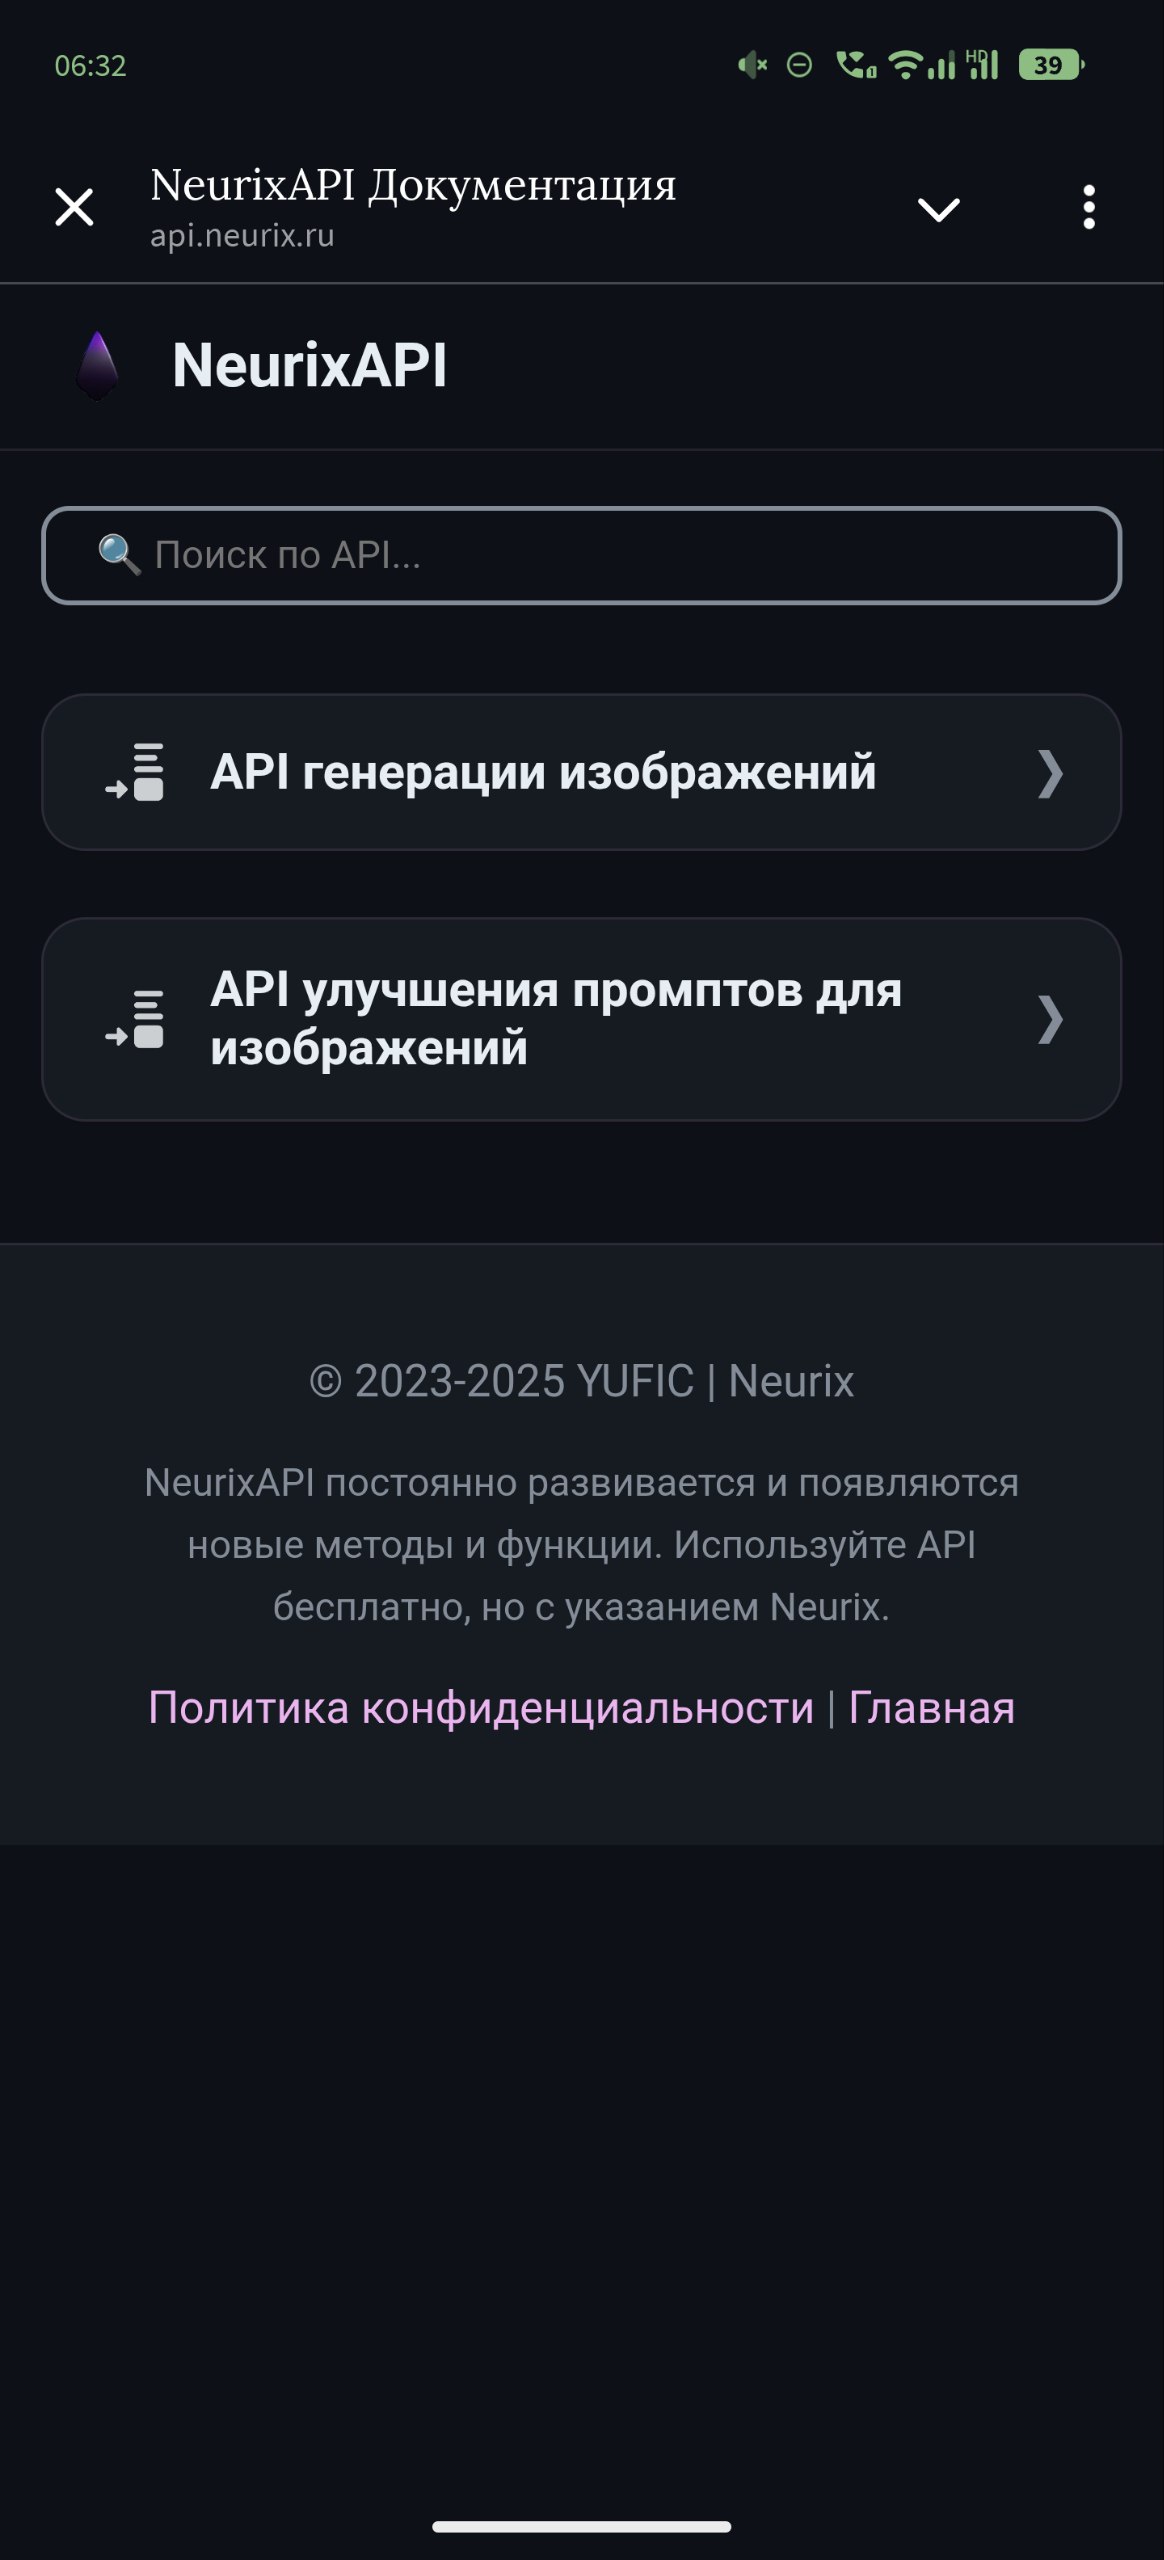 06:32
HD
39
NeurixAPI Документация
api.neurix.ru
NeurixAPI
🔍 Поиск по API...
API генерации изображений
API улучшения промптов для
изображений
© 2023-2025 YUFIC | Neurix
NeurixAPI постоянно развивается и появляются
новые методы и функции. Используйте API
бесплатно, но с указанием Neurix.
Политика конфиденциальности | Главная